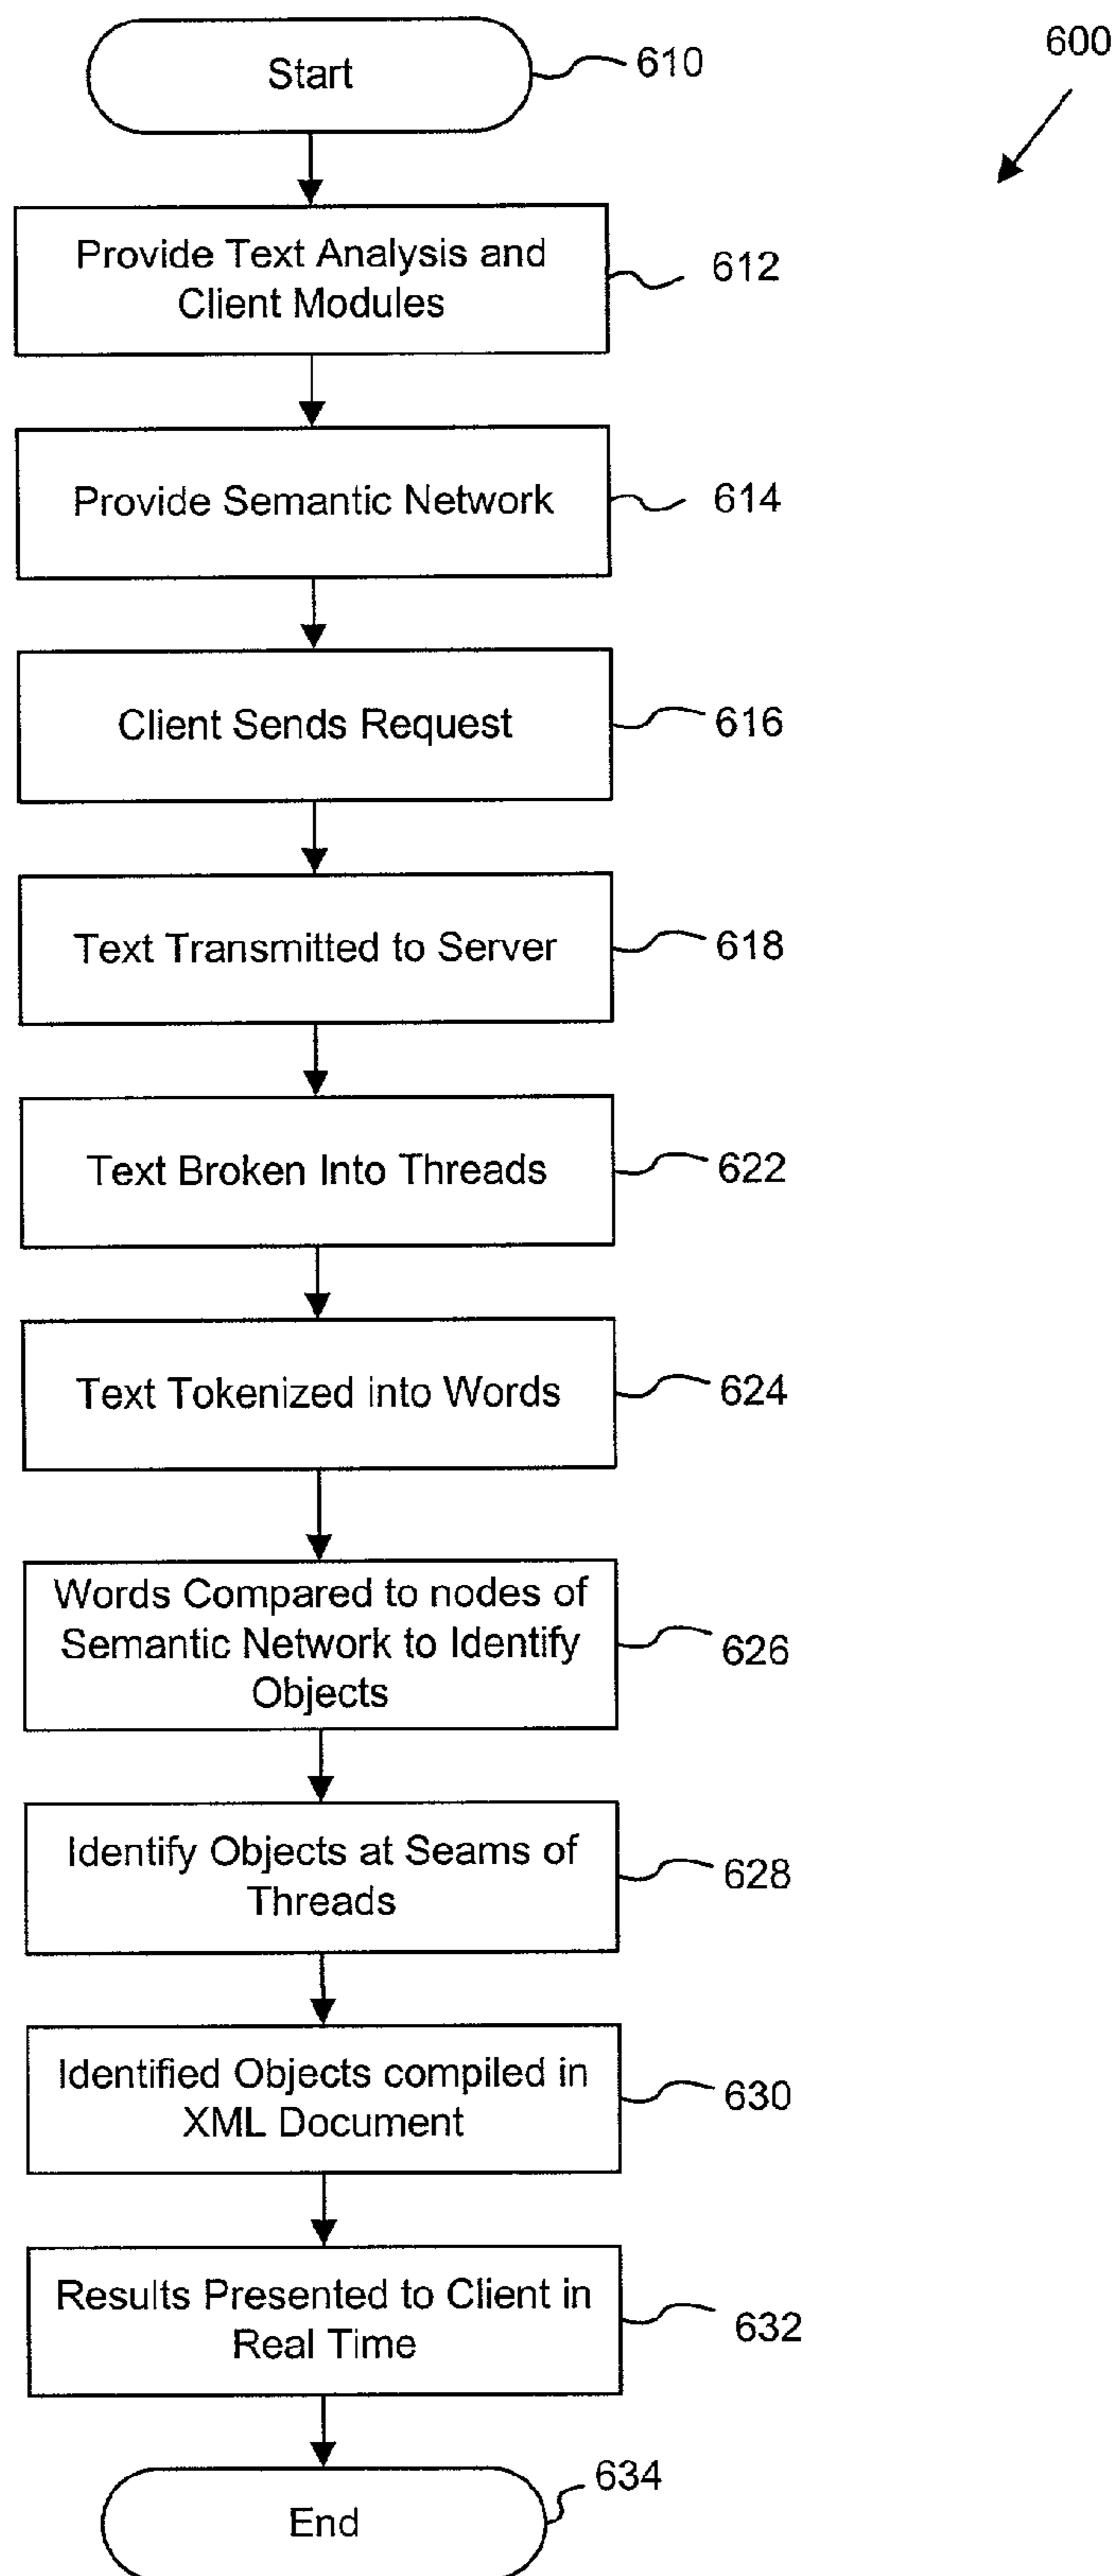 600
Start
610
Provide Text Analysis and
Client Modules
612
Provide Semantic Network
614
Client Sends Request
616
Text Transmitted to Server
618
Text Broken Into Threads
622
Text Tokenized into Words
624
Words Compared to nodes of
Semantic Network to Identify
Objects
626
Identify Objects at Seams of
Threads
628
Identified Objects compiled in
XML Document
630
Results Presented to Client in
Real Time
632
End
634